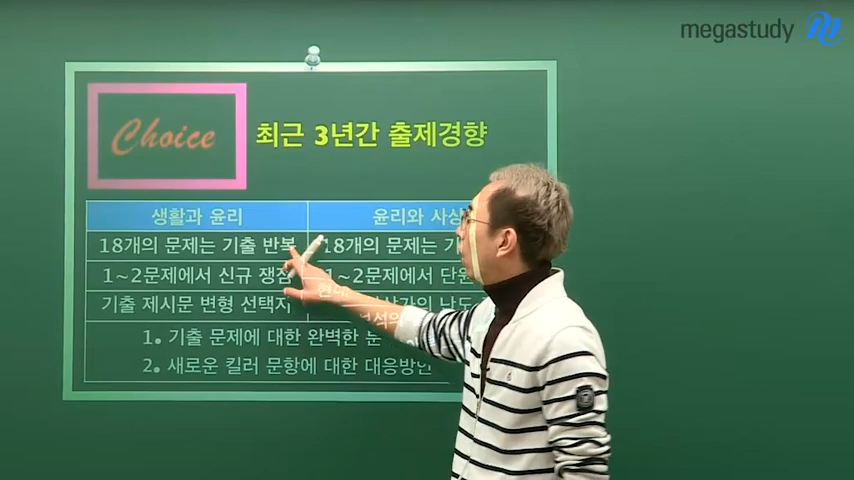 megastudy
Choice
최근 3년간 출제경향
생활과 윤리
윤리와 사상
18개의 문제는 기출 반복
18개의 문제는
1~2문제에서 신규 쟁점
1~2문제에서
기출 제시문 변형 선택지
현대
1. 기출 문제에 대한 완벽한
2. 새로운 킬러 문항에 대한 대응방안